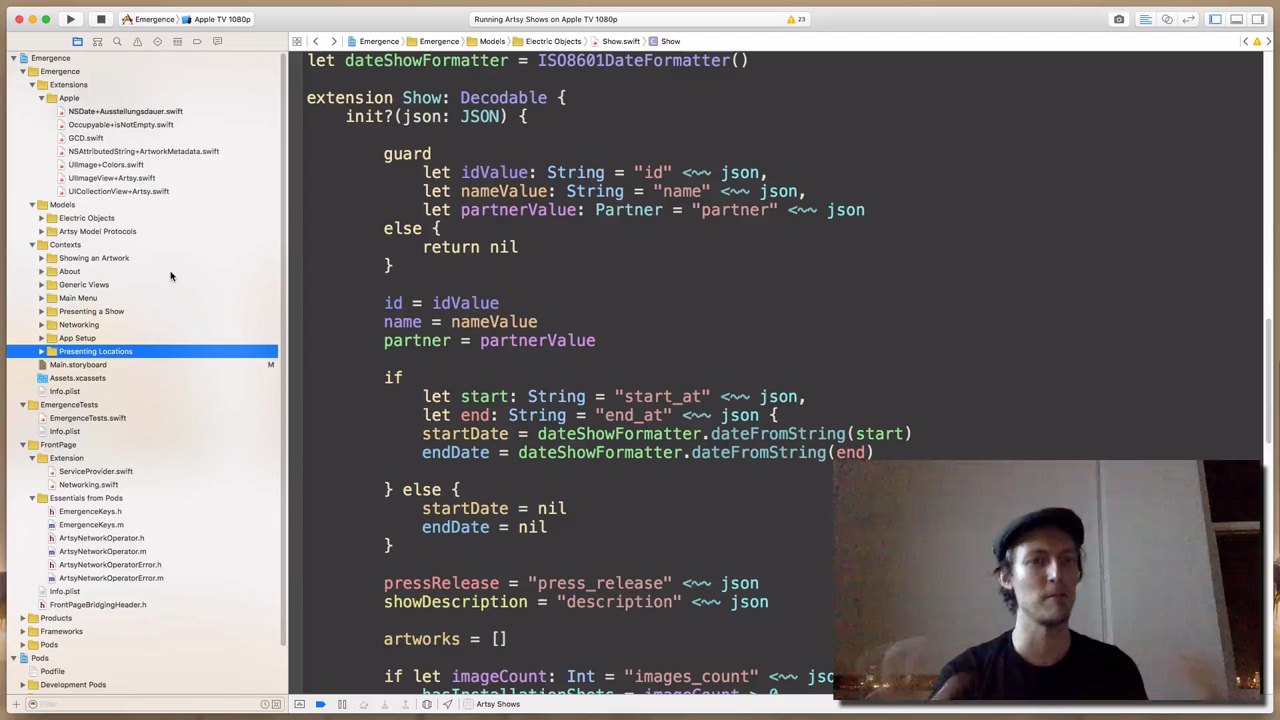 Emergence
Apple TV 1080p
Running Artsy Shows on Apple TV 1080p
23
Emergence
Emergence
Models
Electric Objects
Show.swift
Show
Emergence
Emergence
Extensions
Apple
NSDate+Ausstellungsdauer.swift
Occupyable+isNotEmpty.swift
GCD.swift
NSAttributedString+ArtworkMetadata.swift
UIImage+Colors.swift
UIImageView+Artsy.swift
UICollectionView+Artsy.swift
Models
Electric Objects
Artsy Model Protocols
Contexts
Showing an Artwork
About
Generic Views
Main Menu
Presenting a Show
Networking
App Setup
Presenting Locations
Main.storyboard M
Assets.xcassets
Info.plist
EmergenceTests
EmergenceTests.swift
Info.plist
FrontPage
Extension
ServiceProvider.swift
Networking.swift
Essentials from Pods
EmergenceKeys.h
EmergenceKeys.m
ArtsyNetworkOperator.h
ArtsyNetworkOperator.m
ArtsyNetworkOperatorError.h
ArtsyNetworkOperatorError.m
Info.plist
FrontPageBridgingHeader.h
Products
Frameworks
Pods
Pods
Podfile
Development Pods
Filter
let dateShowFormatter = ISO8601DateFormatter()
extension Show: Decodable {
init?(json: JSON) {
guard
let idValue: String = "id" <~~ json,
let nameValue: String = "name" <~~ json,
let partnerValue: Partner = "partner" <~~ json
else {
return nil
}
id = idValue
name = nameValue
partner = partnerValue
if
let start: String = "start_at" <~~ json,
let end: String = "end_at" <~~ json {
startDate = dateShowFormatter.dateFromString(start)
endDate = dateShowFormatter.dateFromString(end)
} else {
startDate = nil
endDate = nil
}
pressRelease = "press_release" <~~ json
showDescription = "description" <~~ json
artworks = []
if let imageCount: Int = "images_count" <~~
Artsy Shows